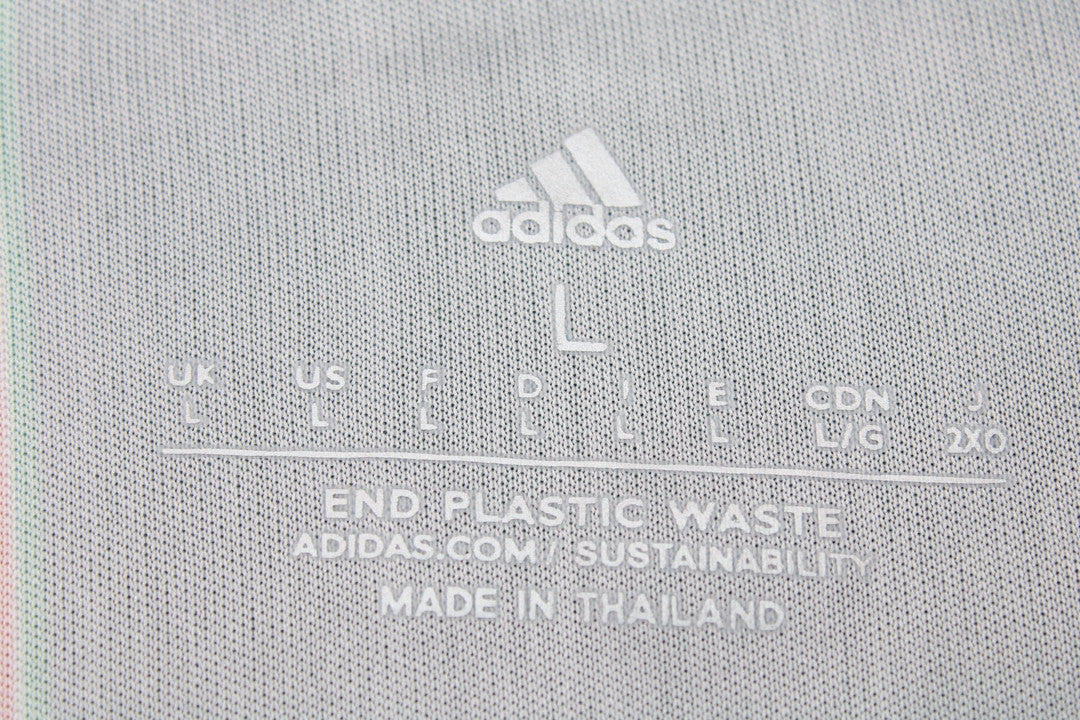 adidas
L
UK US F D I E CDN J
L L L L L L L/G 2XO
END PLASTIC WASTE
ADIDAS.COM/SUSTAINABILITY
MADE IN THAILAND